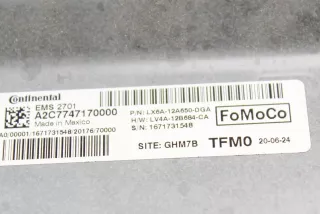 Continental
EMS 2701
A2C7747170000
Made in Mexico
P/N: LX6A-12A650-DGA
H/W: LV4A-12B684-CA
S/N: 1671731548
FoMoCo
A0/00001/1671731548/20176/70000
SITE: GHM7B TFM0 20-06-24